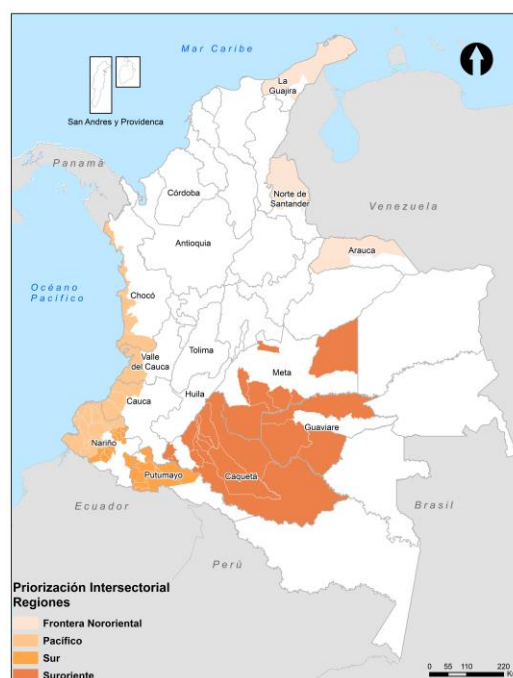 Mar Caribe
La
Guajira
San Andres y Providenca
Panamá
Córdoba
Norte de
Santander
Venezuela
Antioquia
Arauca
Océano
Pacífico
Chocó
Valle
del Cauca
Tolima
Meta
Cauca
Huila
Guaviare
Nariño
Putumayo
Caquetá
Ecuador
Brasil
Perú
Priorización Intersectorial
Regiones
Frontera Nororiental
Pacífico
Sur
Suroriente
0 55 110 220
K